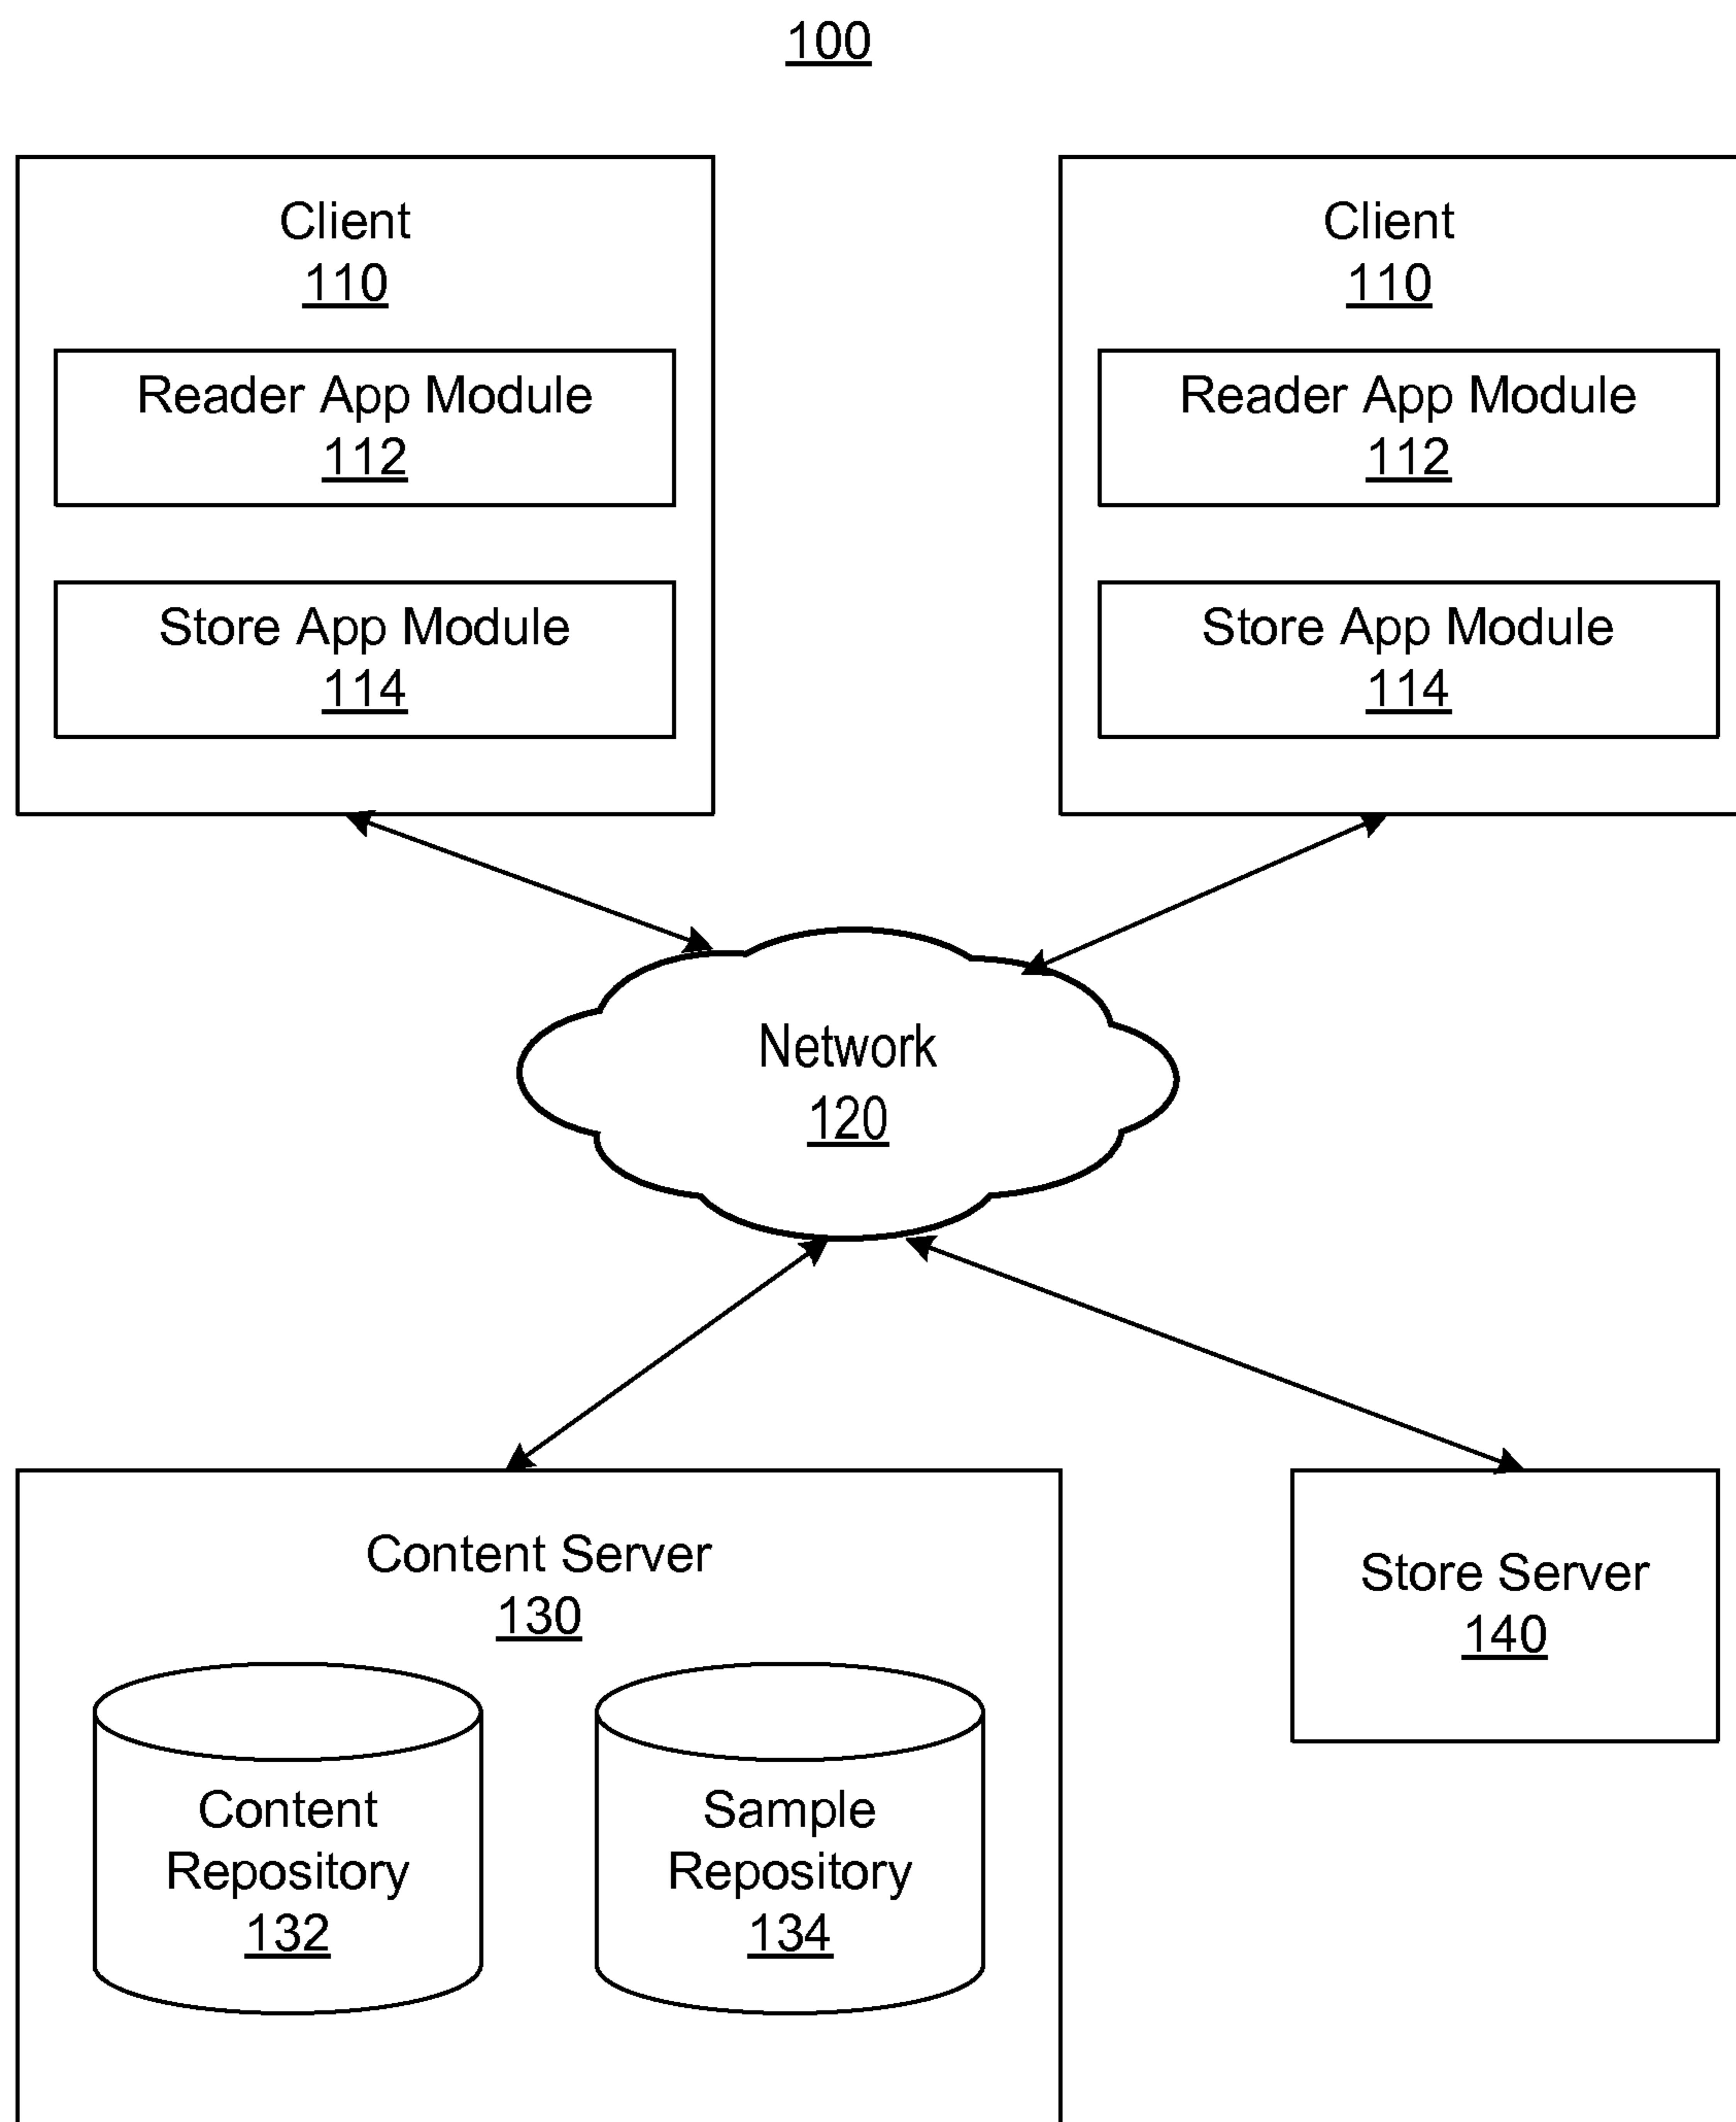 100
Client
110
Reader App Module
112
Store App Module
114
Client
110
Reader App Module
112
Store App Module
114
Network
120
Content Server
130
Content
Repository
132
Sample
Repository
134
Store Server
140